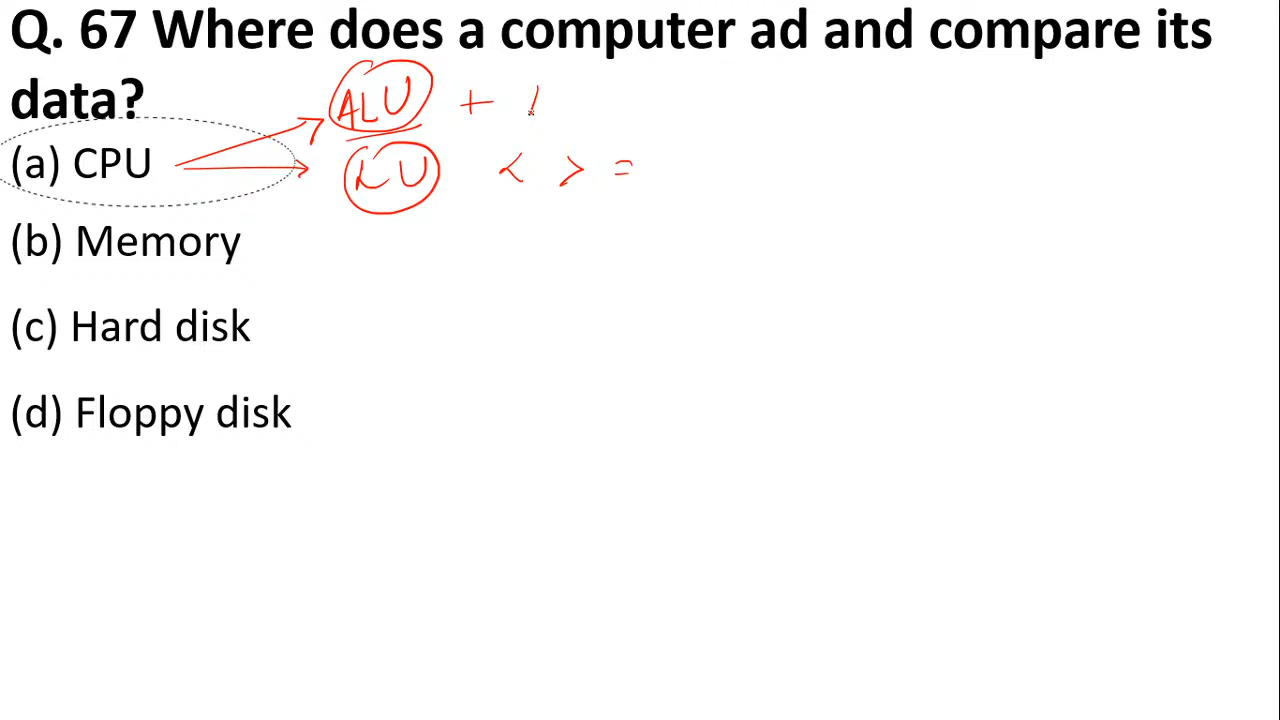 Q. 67 Where does a computer ad and compare its
data?
ALU + /
(a) CPU
LU < > =
(b) Memory
(c) Hard disk
(d) Floppy disk